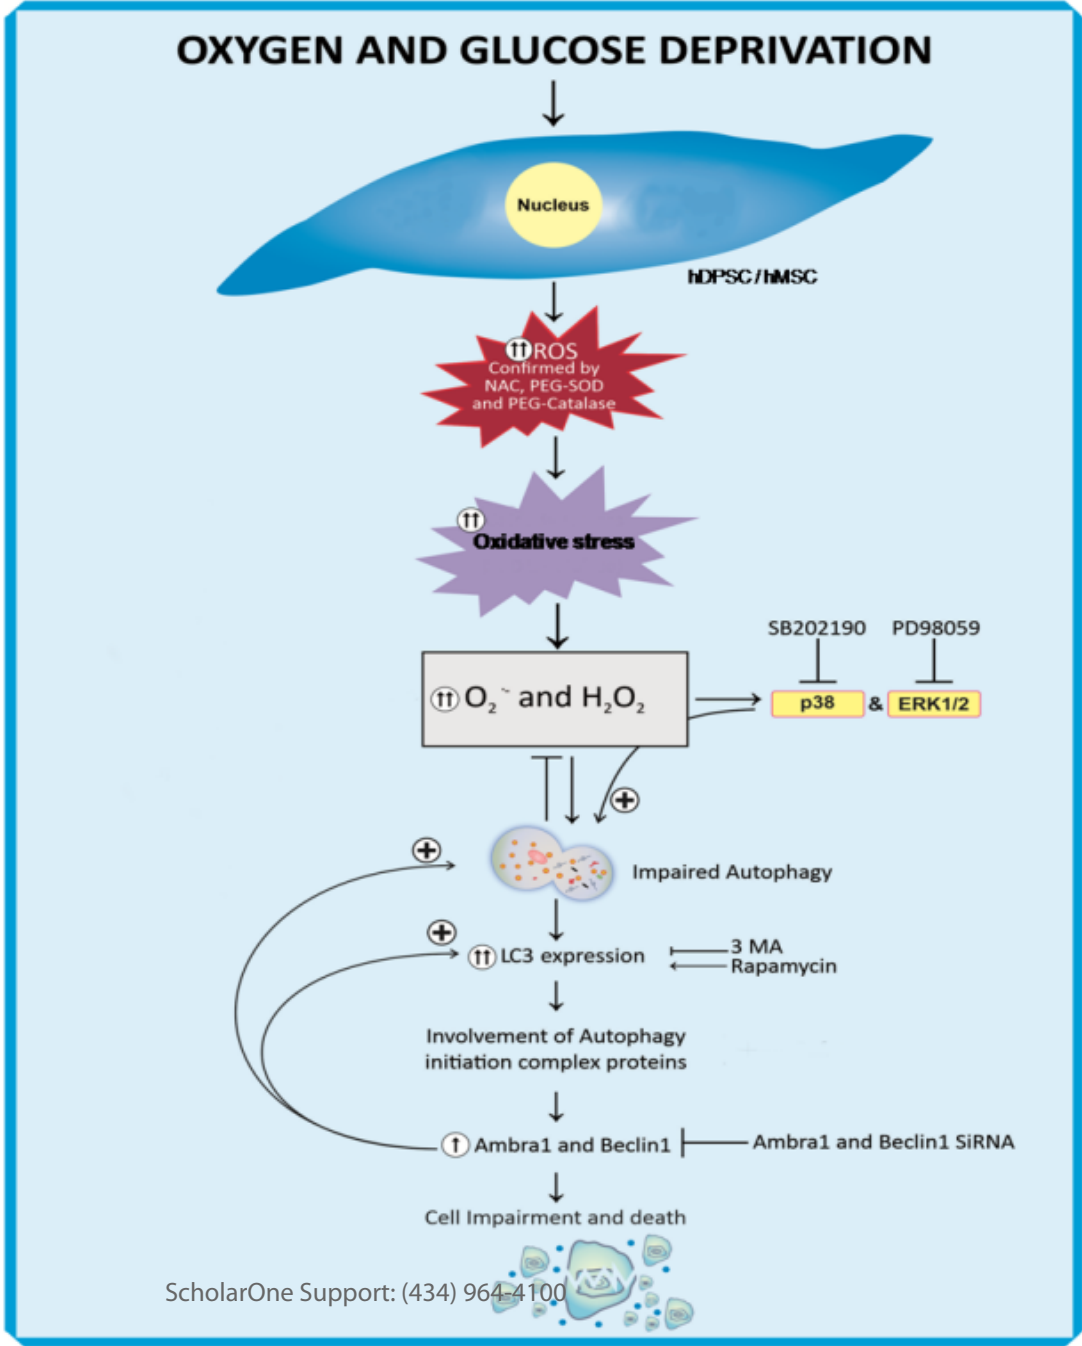 OXYGEN AND GLUCOSE DEPRIVATION
Nucleus
hDPSC / hMSC
↑↑ ROS
Confirmed by
NAC, PEG-SOD
and PEG-Catalase
↑↑
Oxidative stress
SB202190 PD98059
↑↑ O₂˙⁻ and H₂O₂
p38 & ERK1/2
+
+
Impaired Autophagy
+
↑↑ LC3 expression
3 MA
Rapamycin
Involvement of Autophagy
initiation complex proteins
↑ Ambra1 and Beclin1
Ambra1 and Beclin1 SiRNA
Cell Impairment and death
ScholarOne Support: (434) 964-4100